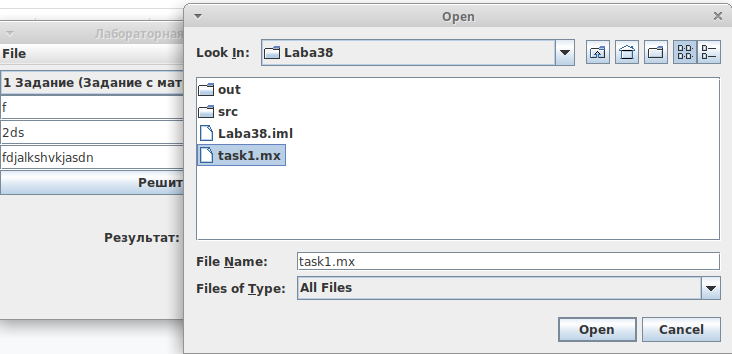 Лабораторная
File
1 Задание (Задание с мат
f
2ds
fdjalkshvkjasdn
Решит
Результат:
Open
Look In:
Laba38
out
src
Laba38.iml
task1.mx
File Name:
task1.mx
Files of Type:
All Files
Open
Cancel